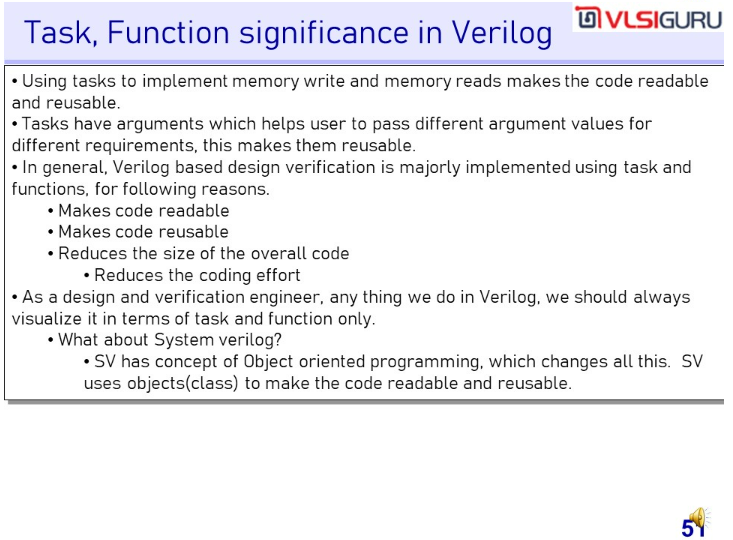 Task, Function significance in Verilog
VLSIGURU
• Using tasks to implement memory write and memory reads makes the code readable
and reusable.
• Tasks have arguments which helps user to pass different argument values for
different requirements, this makes them reusable.
• In general, Verilog based design verification is majorly implemented using task and
functions, for following reasons.
• Makes code readable
• Makes code reusable
• Reduces the size of the overall code
• Reduces the coding effort
• As a design and verification engineer, any thing we do in Verilog, we should always
visualize it in terms of task and function only.
• What about System verilog?
• SV has concept of Object oriented programming, which changes all this. SV
uses objects(class) to make the code readable and reusable.
51